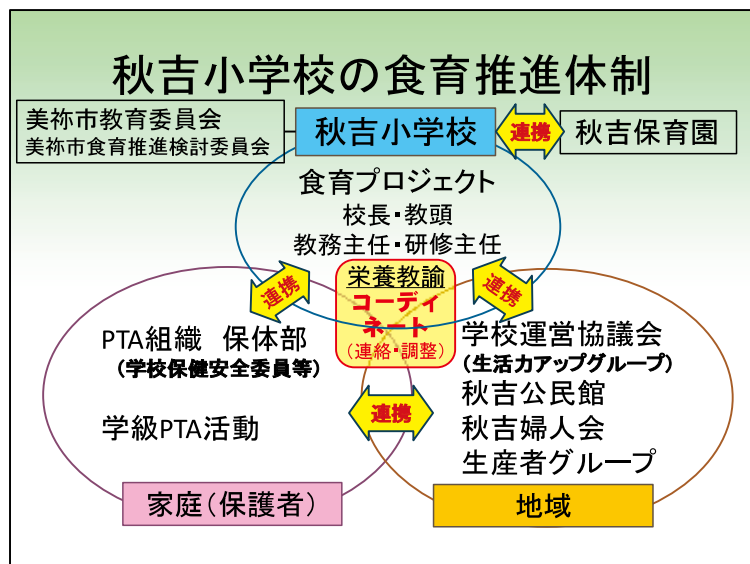 秋吉小学校の食育推進体制
美祢市教育委員会
美祢市食育推進検討委員会
秋吉小学校
連携
秋吉保育園
食育プロジェクト
校長・教頭
教務主任・研修主任
連携
栄養教諭
コーディ
ネート
(連絡・調整)
連携
PTA組織 保体部
(学校保健安全委員等)
学級PTA活動
連携
学校運営協議会
(生活力アップグループ)
秋吉公民館
秋吉婦人会
生産者グループ
家庭(保護者)
地域